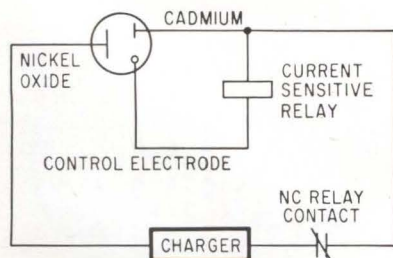 CADMIUM
NICKEL
OXIDE
CURRENT
SENSITIVE
RELAY
CONTROL ELECTRODE
NC RELAY
CONTACT
CHARGER